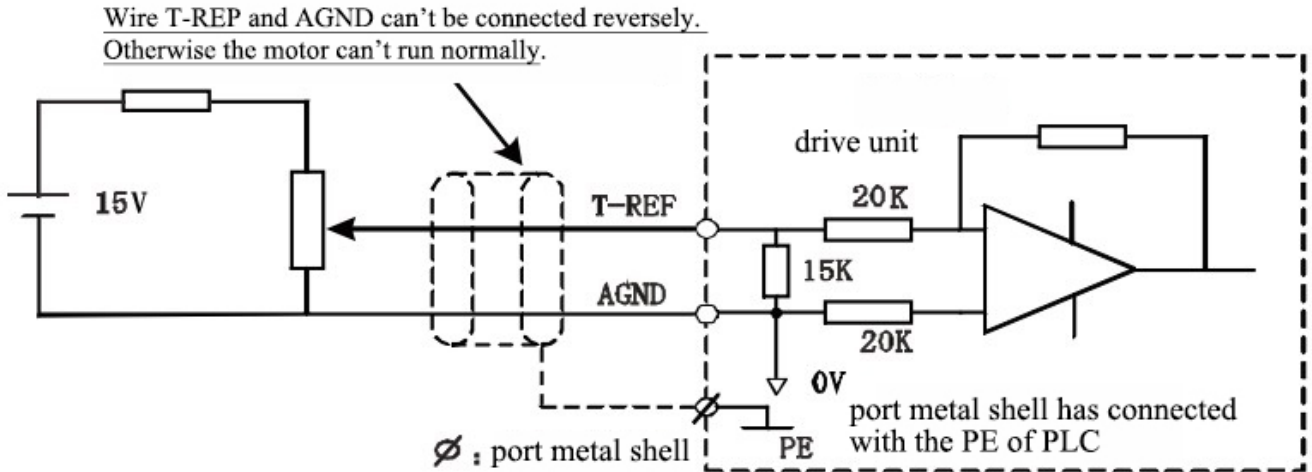 Wire T-REP and AGND can't be connected reversely.
Otherwise the motor can't run normally.
drive unit
15V
T-REF
20K
15K
AGND
20K
0V
port metal shell has connected
with the PE of PLC
PE
Ø : port metal shell